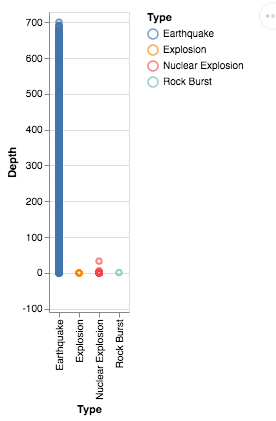 Type
Earthquake
Explosion
Nuclear Explosion
Rock Burst
700
600
500
400
300
200
100
0
-100
Depth
Earthquake
Explosion
Nuclear Explosion
Rock Burst
Type